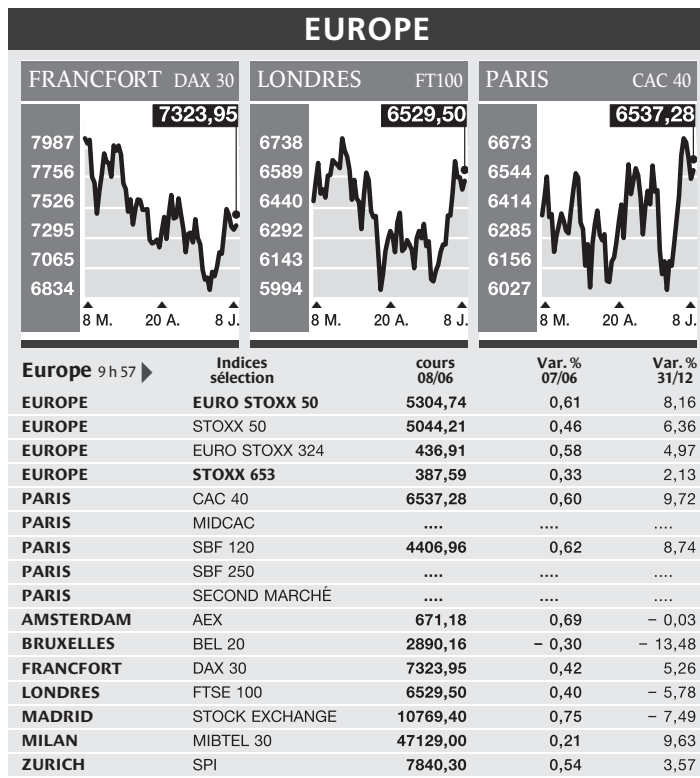 EUROPE
FRANCFORT DAX 30
7323,95
7987
7756
7526
7295
7065
6834
8 M. 20 A. 8 J.
LONDRES FT100
6529,50
6738
6589
6440
6292
6143
5994
8 M. 20 A. 8 J.
PARIS CAC 40
6537,28
6673
6544
6414
6285
6156
6027
8 M. 20 A. 8 J.
Europe 9 h 57 Indices sélection cours 08/06 Var. % 07/06 Var. % 31/12
EUROPE EURO STOXX 50 5304,74 0,61 8,16
EUROPE STOXX 50 5044,21 0,46 6,36
EUROPE EURO STOXX 324 436,91 0,58 4,97
EUROPE STOXX 653 387,59 0,33 2,13
PARIS CAC 40 6537,28 0,60 9,72
PARIS MIDCAC .... .... ....
PARIS SBF 120 4406,96 0,62 8,74
PARIS SBF 250 .... .... ....
PARIS SECOND MARCHÉ .... .... ....
AMSTERDAM AEX 671,18 0,69 – 0,03
BRUXELLES BEL 20 2890,16 – 0,30 – 13,48
FRANCFORT DAX 30 7323,95 0,42 5,26
LONDRES FTSE 100 6529,50 0,40 – 5,78
MADRID STOCK EXCHANGE 10769,40 0,75 – 7,49
MILAN MIBTEL 30 47129,00 0,21 9,63
ZURICH SPI 7840,30 0,54 3,57